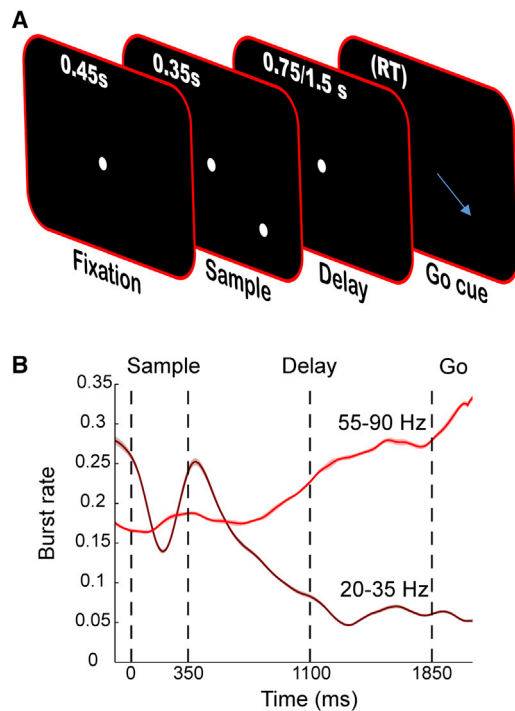 A
0.45s
0.35s
0.75/1.5 s
(RT)
Fixation
Sample
Delay
Go cue
B
Sample
Delay
Go
0.35
0.3
0.25
0.2
0.15
0.1
0.05
0
Burst rate
55-90 Hz
20-35 Hz
0
350
1100
1850
Time (ms)